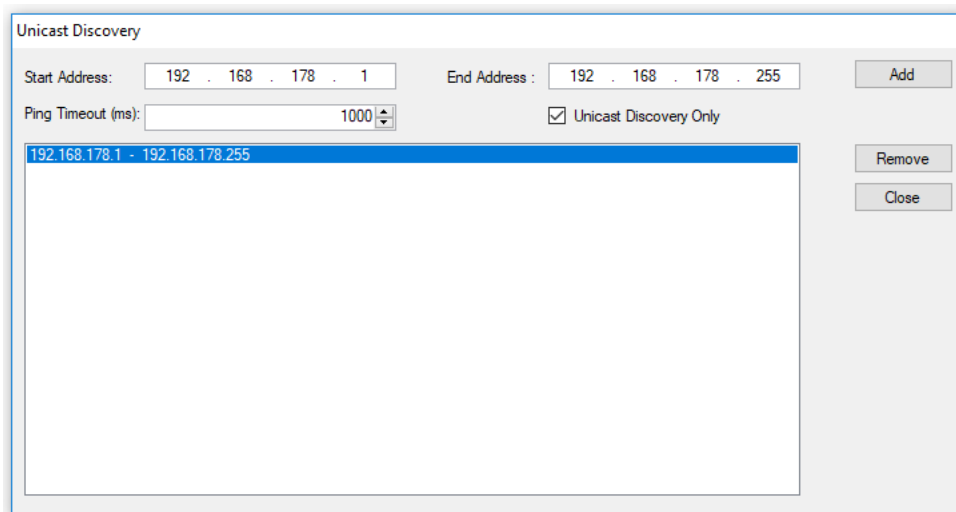 Unicast Discovery
Start Address: 192 . 168 . 178 . 1 End Address : 192 . 168 . 178 . 255 Add
Ping Timeout (ms): 1000 Unicast Discovery Only
192.168.178.1 - 192.168.178.255
Remove
Close